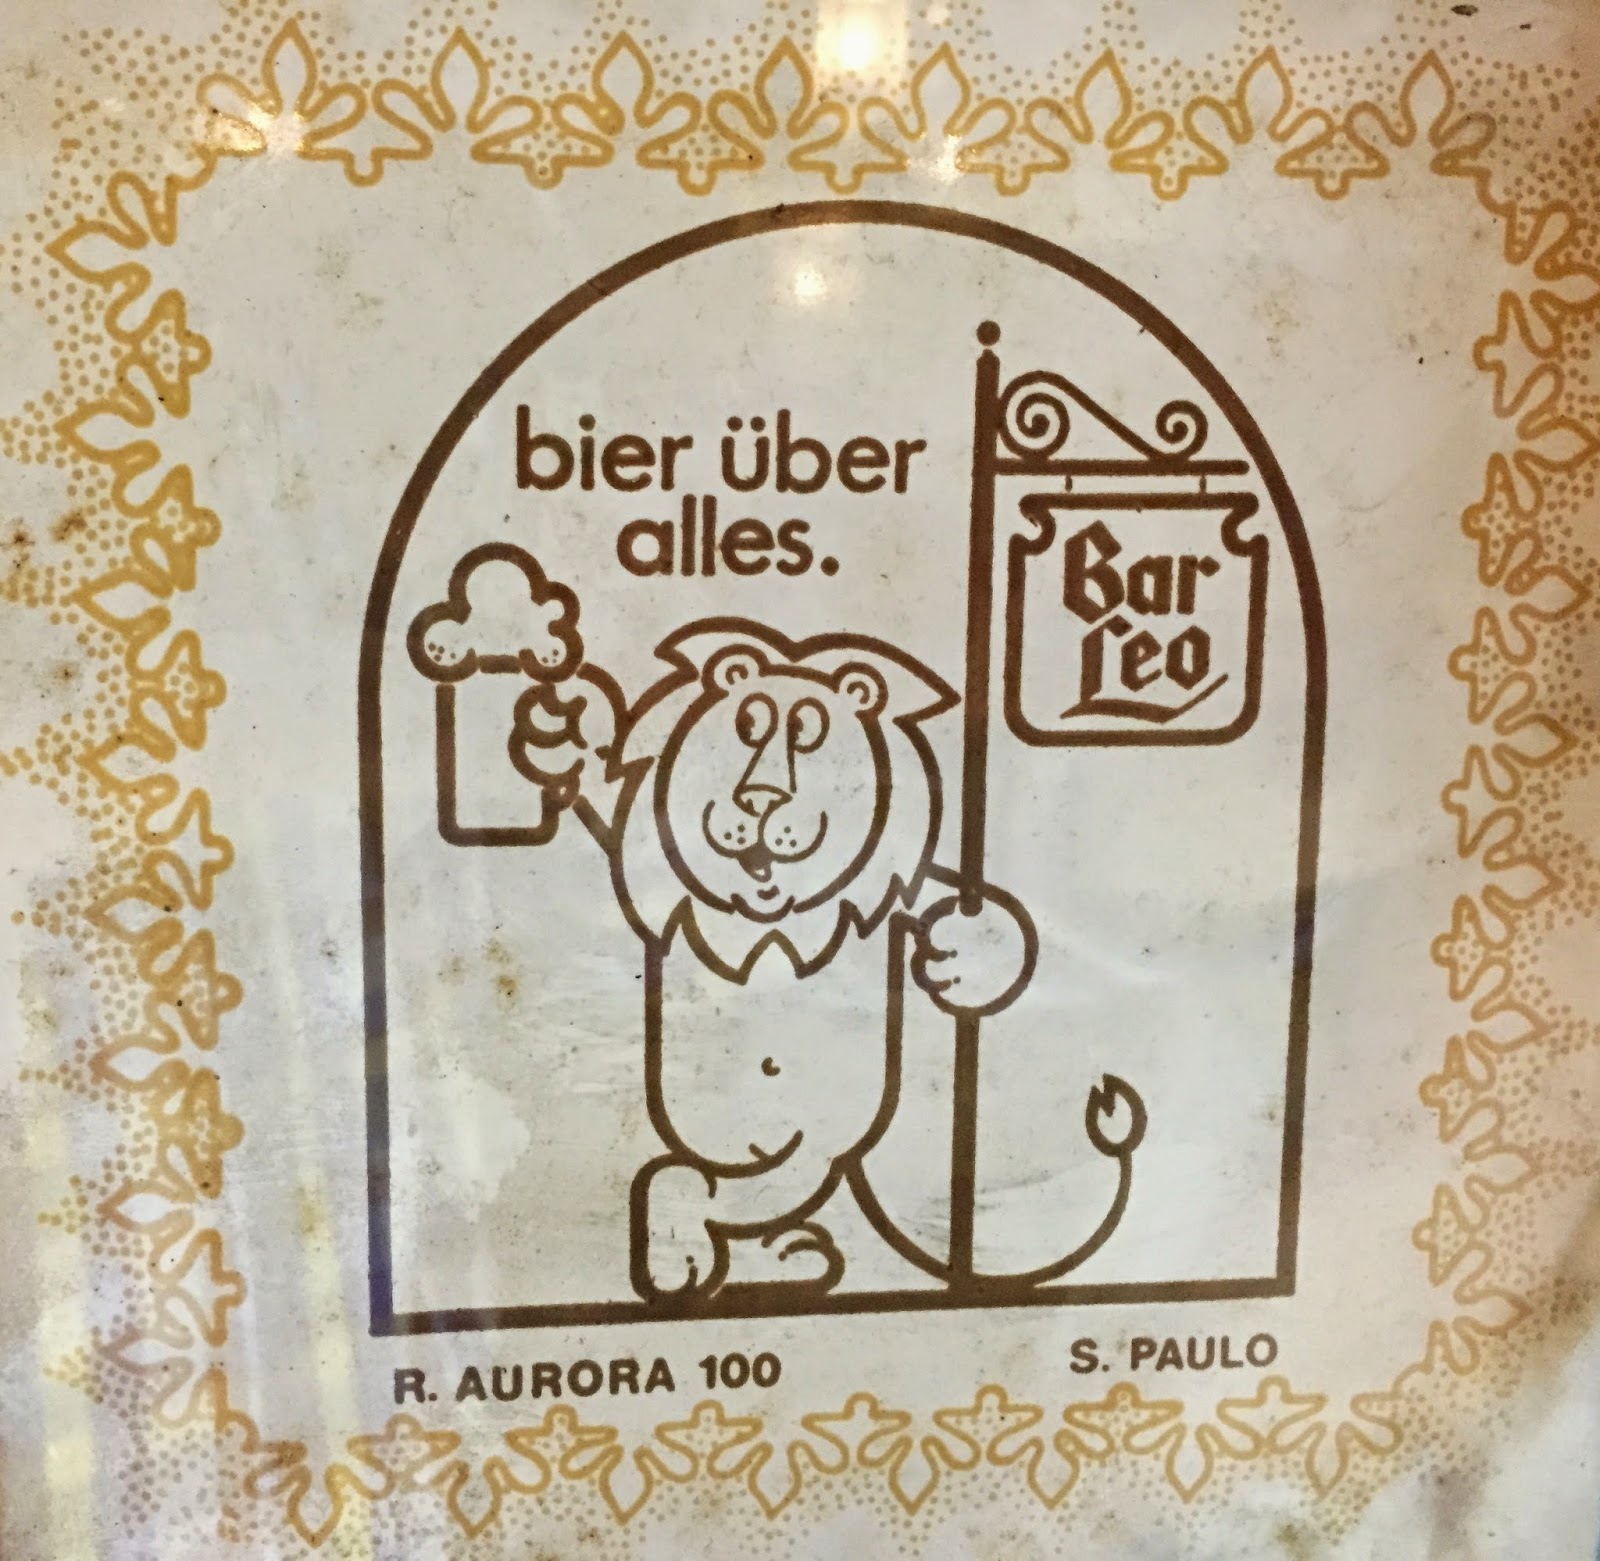 bier über
alles.
Bar
Leo
R. AURORA 100
S. PAULO